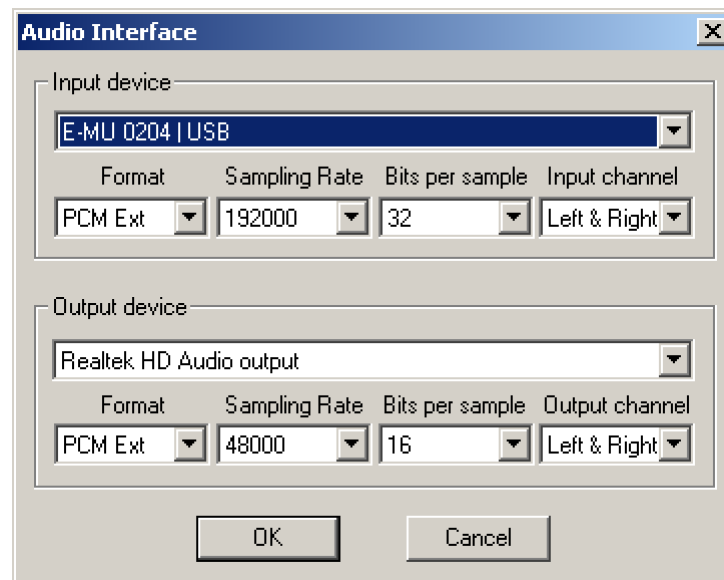 Audio Interface
Input device
E-MU 0204 | USB
Format Sampling Rate Bits per sample Input channel
PCM Ext 192000 32 Left & Right
Output device
Realtek HD Audio output
Format Sampling Rate Bits per sample Output channel
PCM Ext 48000 16 Left & Right
OK Cancel